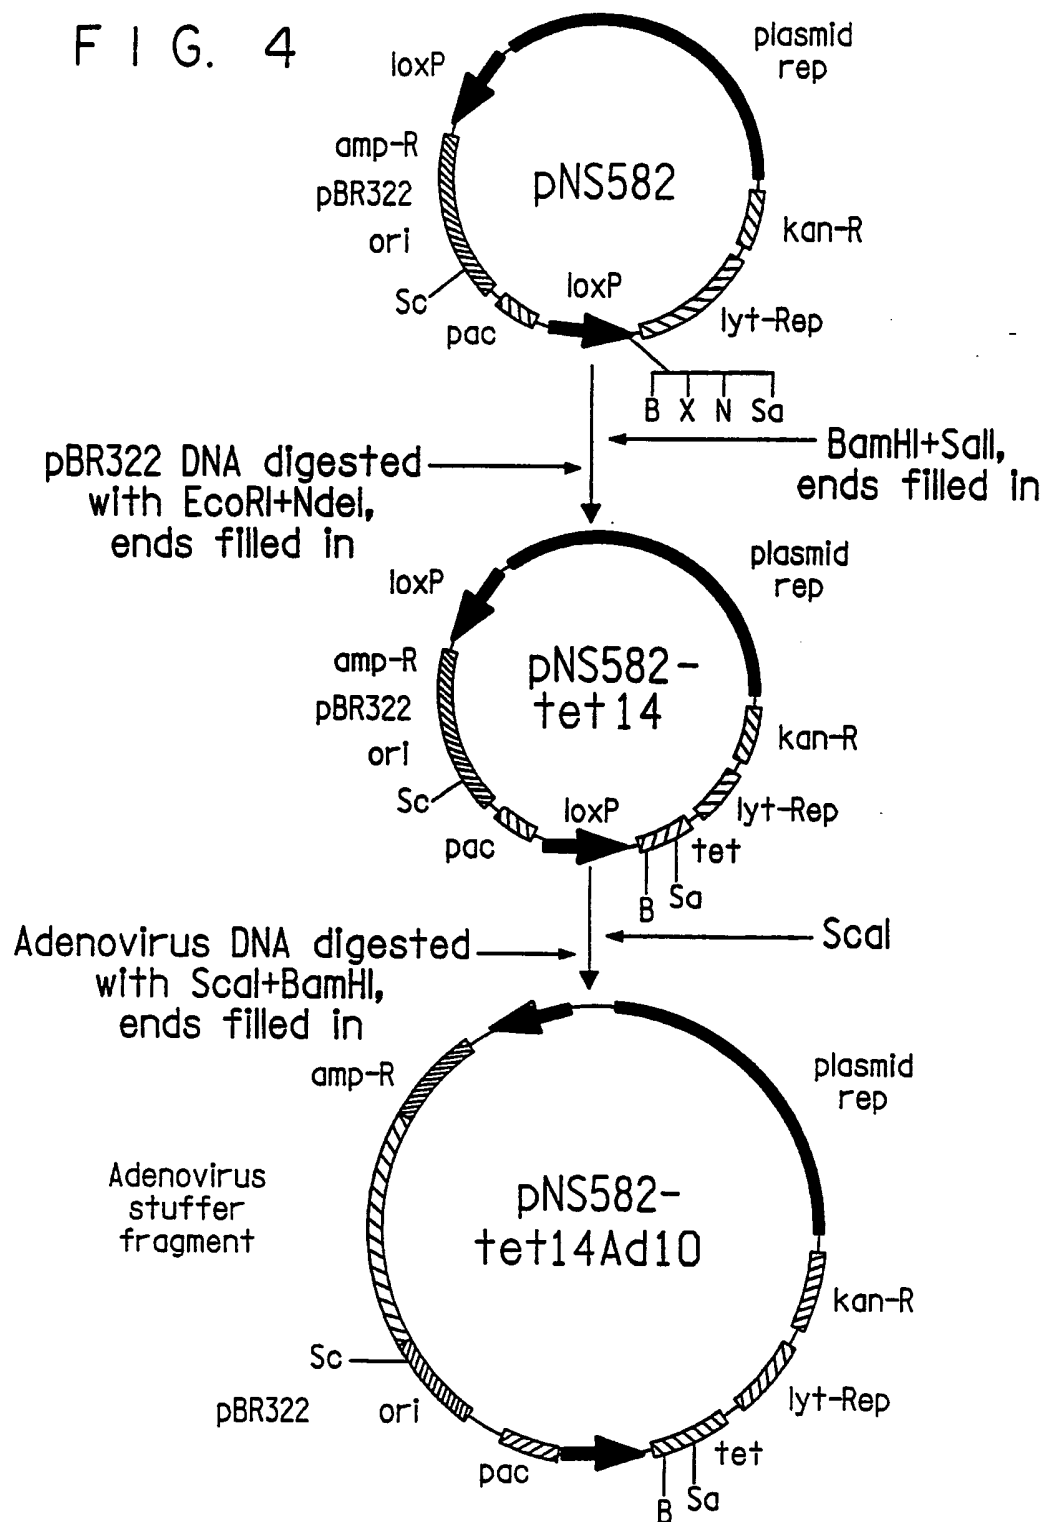 FIG. 4
plasmid
rep
loxP
amp-R
pBR322
ori
pNS582
kan-R
Sc
loxP
pac
lyt-Rep
B X N Sa
pBR322 DNA digested
with EcoRI+NdeI,
ends filled in
BamHI+SalI,
ends filled in
plasmid
rep
loxP
amp-R
pBR322
ori
pNS582-
tet14
kan-R
Sc
loxP
lyt-Rep
pac
tet
B
Sa
Adenovirus DNA digested
with ScaI+BamHI,
ends filled in
ScaI
amp-R
plasmid
rep
Adenovirus
stuffer
fragment
pNS582-
tet14Ad10
kan-R
Sc
pBR322 ori
lyt-Rep
pac
tet
B
Sa